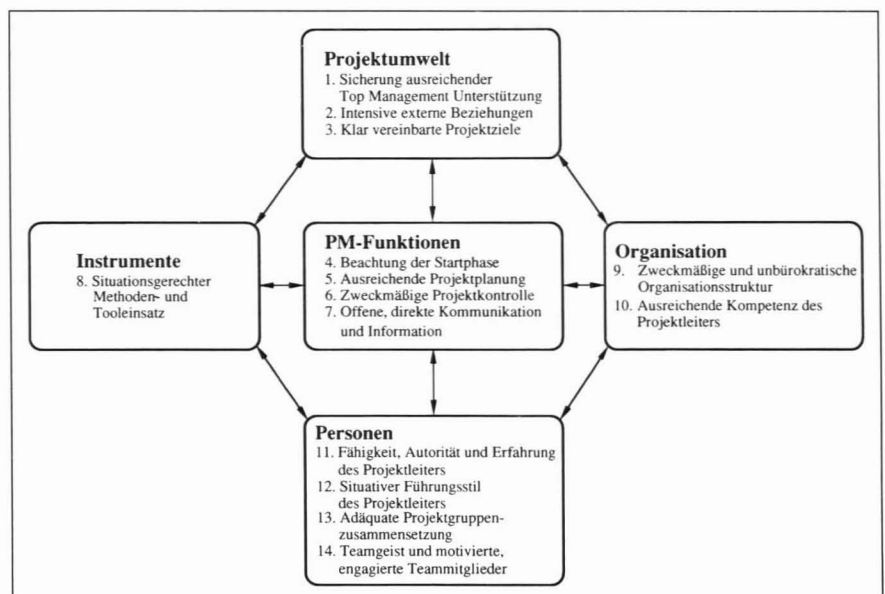 Projektumwelt
1. Sicherung ausreichender
Top Management Unterstützung
2. Intensive externe Beziehungen
3. Klar vereinbarte Projektziele
Instrumente
8. Situationsgerechter
Methoden- und
Tooleinsatz
PM-Funktionen
4. Beachtung der Startphase
5. Ausreichende Projektplanung
6. Zweckmäßige Projektkontrolle
7. Offene, direkte Kommunikation
und Information
Organisation
9. Zweckmäßige und unbürokratische
Organisationsstruktur
10. Ausreichende Kompetenz des
Projektleiters
Personen
11. Fähigkeit, Autorität und Erfahrung
des Projektleiters
12. Situativer Führungsstil
des Projektleiters
13. Adäquate Projektgruppen-
zusammensetzung
14. Teamgeist und motivierte,
engagierte Teammitglieder